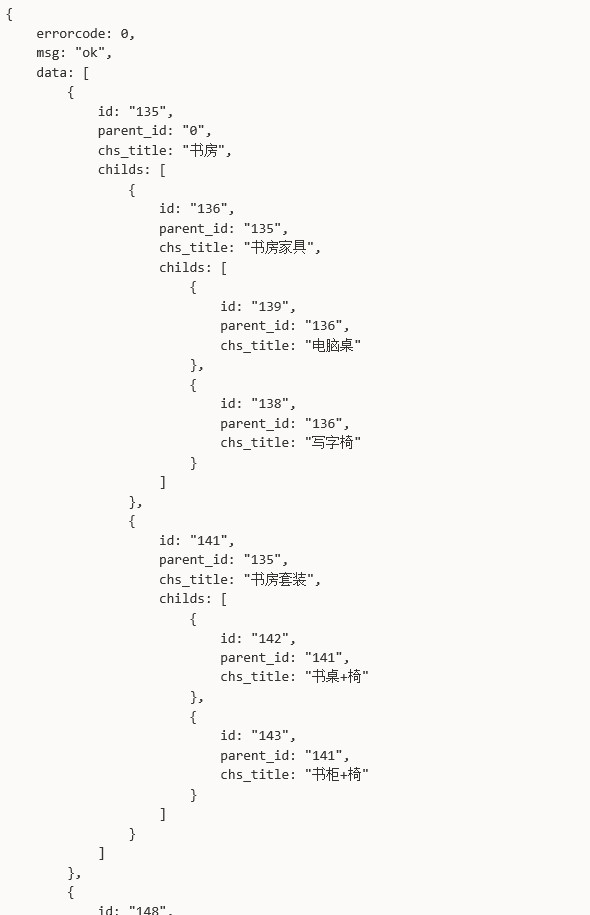 {
errorcode: 0,
msg: "ok",
data: [
{
id: "135",
parent_id: "0",
chs_title: "书房",
childs: [
{
id: "136",
parent_id: "135",
chs_title: "书房家具",
childs: [
{
id: "139",
parent_id: "136",
chs_title: "电脑桌"
},
{
id: "138",
parent_id: "136",
chs_title: "写字椅"
}
]
},
{
id: "141",
parent_id: "135",
chs_title: "书房套装",
childs: [
{
id: "142",
parent_id: "141",
chs_title: "书桌+椅"
},
{
id: "143",
parent_id: "141",
chs_title: "书柜+椅"
}
]
}
]
},
{
id: "148",